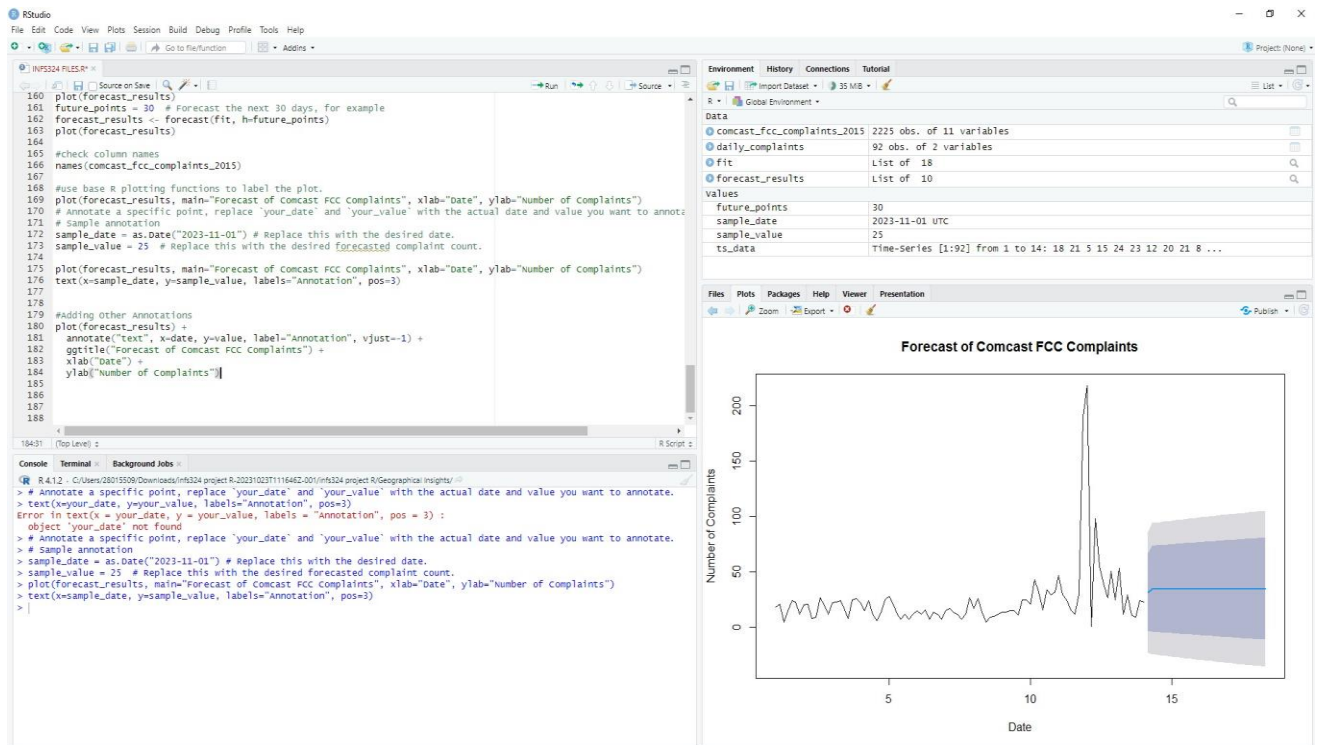 RStudio
File Edit Code View Plots Session Build Debug Profile Tools Help
Go to file/function Addins Project: (None)
INFS324 FILES.R*
Source on Save Run Source
160 plot(forecast_results)
161 future_points = 30 # Forecast the next 30 days, for example
162 forecast_results <- forecast(fit, h=future_points)
163 plot(forecast_results)
164
165 #check column names
166 names(comcast_fcc_complaints_2015)
167
168 #use base R plotting functions to label the plot.
169 plot(forecast_results, main="Forecast of Comcast FCC Complaints", xlab="Date", ylab="Number of Complaints")
170 # Annotate a specific point, replace `your_date` and `your_value` with the actual date and value you want to annota
171 # Sample annotation
172 sample_date = as.Date("2023-11-01") # Replace this with the desired date.
173 sample_value = 25 # Replace this with the desired forecasted complaint count.
174
175 plot(forecast_results, main="Forecast of Comcast FCC Complaints", xlab="Date", ylab="Number of Complaints")
176 text(x=sample_date, y=sample_value, labels="Annotation", pos=3)
177
178
179 #Adding Other Annotations
180 plot(forecast_results) +
181 annotate("text", x=date, y=value, label="Annotation", vjust=-1) +
182 ggtitle("Forecast of Comcast FCC Complaints") +
183 xlab("Date") +
184 ylab("Number of Complaints")
185
186
187
188
184:31 (Top Level) R Script
Console Terminal Background Jobs
R 4.1.2 · C:/Users/28015509/Downloads/infs324 project R-20231023T111646Z-001/infs324 project R/Geographical Insights/
> # Annotate a specific point, replace `your_date` and `your_value` with the actual date and value you want to annotate.
> text(x=your_date, y=your_value, labels="Annotation", pos=3)
Error in text(x = your_date, y = your_value, labels = "Annotation", pos = 3) :
object 'your_date' not found
> # Annotate a specific point, replace `your_date` and `your_value` with the actual date and value you want to annotate.
> # Sample annotation
> sample_date = as.Date("2023-11-01") # Replace this with the desired date.
> sample_value = 25 # Replace this with the desired forecasted complaint count.
> plot(forecast_results, main="Forecast of Comcast FCC Complaints", xlab="Date", ylab="Number of Complaints")
> text(x=sample_date, y=sample_value, labels="Annotation", pos=3)
>
Environment History Connections Tutorial
Import Dataset 35 MiB List
R Global Environment
Data
comcast_fcc_complaints_2015 2225 obs. of 11 variables
daily_complaints 92 obs. of 2 variables
fit List of 18
forecast_results List of 10
Values
future_points 30
sample_date 2023-11-01 UTC
sample_value 25
ts_data Time-Series [1:92] from 1 to 14: 18 21 5 15 24 23 12 20 21 8 ...
Files Plots Packages Help Viewer Presentation
Zoom Export Publish
Forecast of Comcast FCC Complaints
Number of Complaints
200
150
100
50
0
5 10 15
Date